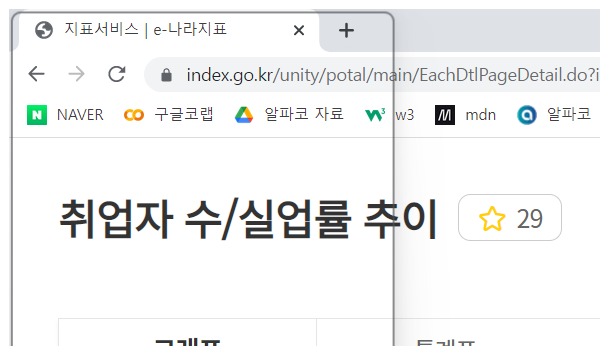 지표서비스 | e-나라지표
index.go.kr/unity/potal/main/EachDtlPageDetail.do?i
NAVER 구글코랩 알파코 자료 w3 mdn 알파코
취업자 수/실업률 추이 29